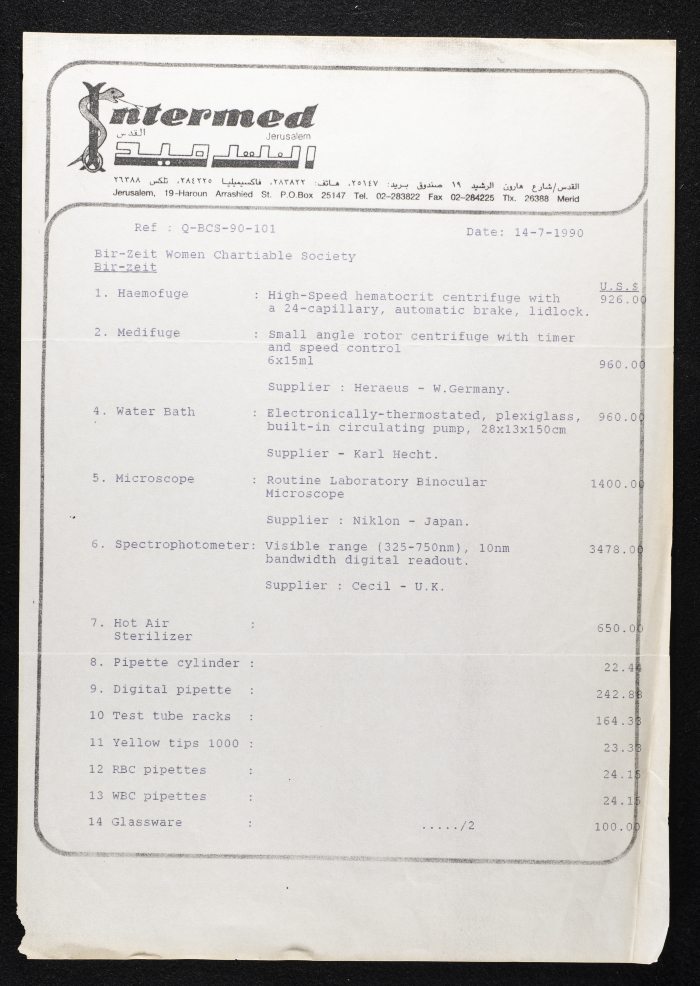 Intermed
القدس
Jerusalem
انترميد
القدس/شارع هارون الرشيد ١٩ صندوق بريد: ٢٥١٤٧، هاتف: ٢٨٣٨٢٢، فاكسيميليا ٢٨٤٢٢٥، تلكس ٢٦٣٨٨
Jerusalem, 19-Haroun Arrashied St. P.O.Box 25147 Tel. 02-283822 Fax 02-284225 Tlx. 26388 Merid
Ref : Q-BCS-90-101 Date: 14-7-1990
Bir-Zeit Women Chartiable Society
Bir-zeit
U.S.$
1. Haemofuge : High-Speed hematocrit centrifuge with 926.00
a 24-capillary, automatic brake, lidlock.
2. Medifuge : Small angle rotor centrifuge with timer
and speed control
6x15ml 960.00
Supplier : Heraeus - W.Germany.
4. Water Bath : Electronically-thermostated, plexiglass, 960.00
built-in circulating pump, 28x13x150cm
Supplier - Karl Hecht.
5. Microscope : Routine Laboratory Binocular 1400.00
Microscope
Supplier : Niklon - Japan.
6. Spectrophotometer: Visible range (325-750nm), 10nm 3478.00
bandwidth digital readout.
Supplier : Cecil - U.K.
7. Hot Air : 650.00
Sterilizer
8. Pipette cylinder : 22.44
9. Digital pipette : 242.88
10 Test tube racks : 164.33
11 Yellow tips 1000 : 23.33
12 RBC pipettes : 24.15
13 WBC pipettes : 24.15
14 Glassware : ...../2 100.00